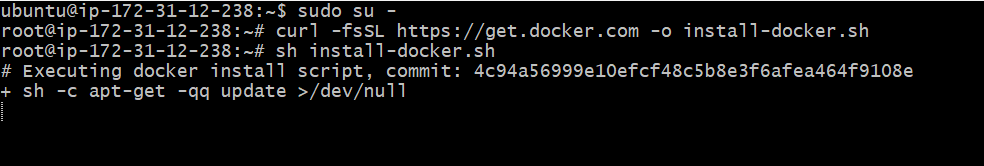 ubuntu@ip-172-31-12-238:~$ sudo su -
root@ip-172-31-12-238:~# curl -fsSL https://get.docker.com -o install-docker.sh
root@ip-172-31-12-238:~# sh install-docker.sh
# Executing docker install script, commit: 4c94a56999e10efcf48c5b8e3f6afea464f9108e
+ sh -c apt-get -qq update >/dev/null